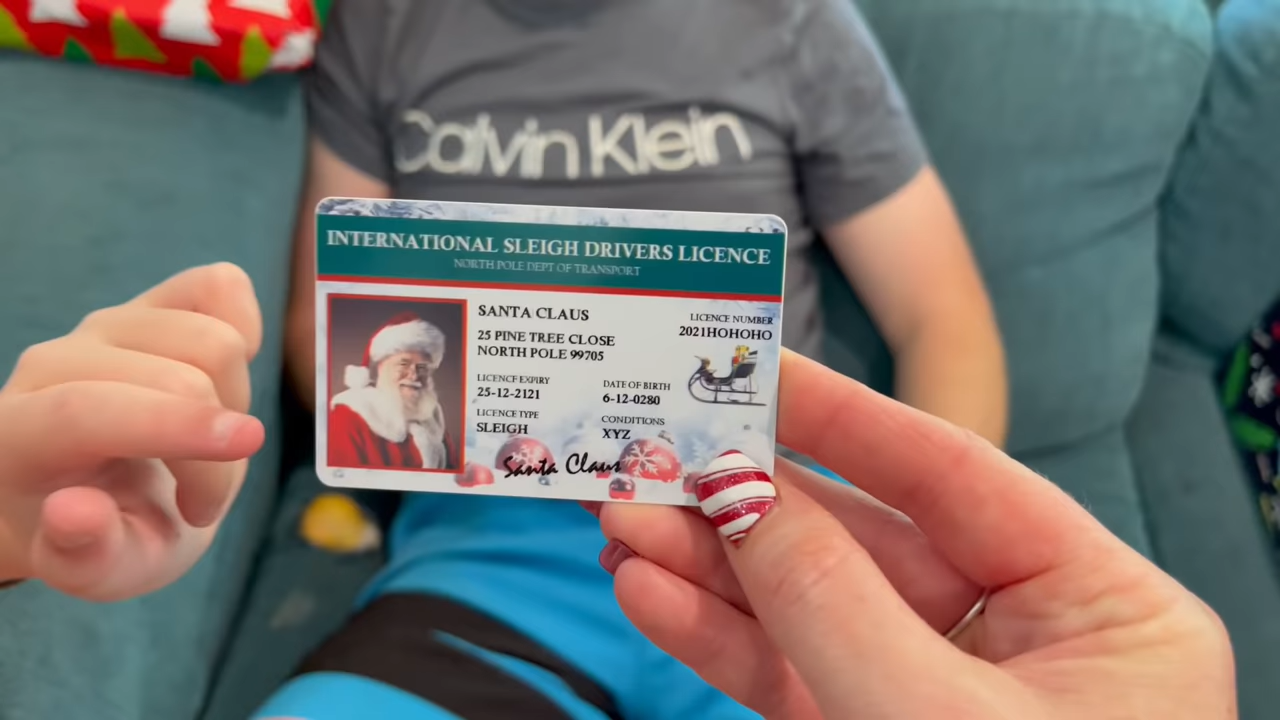 Calvin Klein
INTERNATIONAL SLEIGH DRIVERS LICENCE
NORTH POLE DEPT OF TRANSPORT
SANTA CLAUS
25 PINE TREE CLOSE
NORTH POLE 99705
LICENCE NUMBER
2021HOHOHO
LICENCE EXPIRY
25-12-2121
DATE OF BIRTH
6-12-0280
LICENCE TYPE
SLEIGH
CONDITIONS
XYZ
Santa Claus